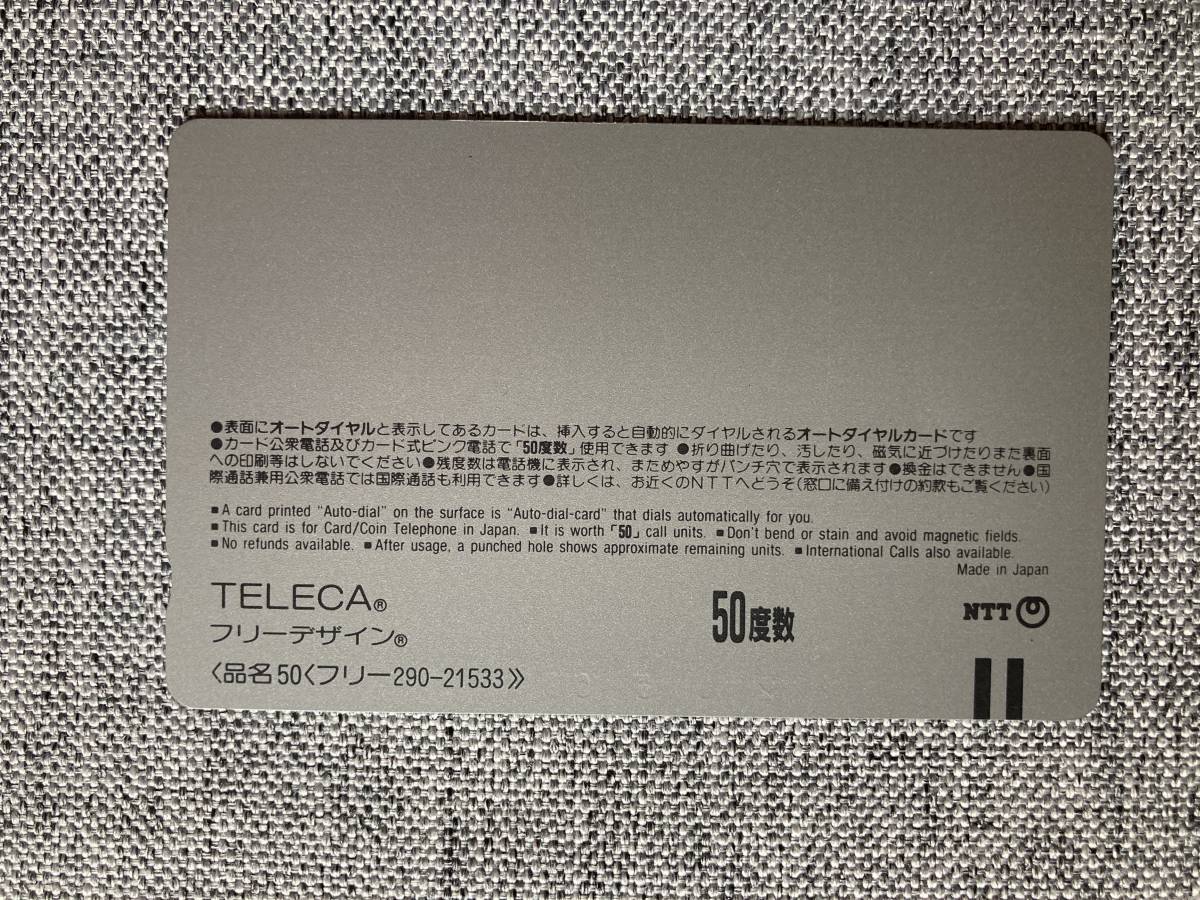 ●表面にオートダイヤルと表示してあるカードは、挿入すると自動的にダイヤルされるオートダイヤルカードです
●カード公衆電話及びカード式ピンク電話で「50度数」使用できます ●折り曲げたり、汚したり、磁気に近づけたりまた裏面
への印刷等はしないでください●残度数は電話機に表示され、まためやすがパンチ穴で表示されます●換金はできません●国
際通話兼用公衆電話では国際通話も利用できます●詳しくは、お近くのNTTへどうぞ(窓口に備え付けの約款もご覧ください)
■A card printed "Auto-dial" on the surface is "Auto-dial-card" that dials automatically for you.
■This card is for Card/Coin Telephone in Japan. ■It is worth「50」call units. ■Don't bend or stain and avoid magnetic fields.
■No refunds available. ■After usage, a punched hole shows approximate remaining units. ■International Calls also available.
Made in Japan
TELECA®
フリーデザイン®
50度数
NTT
〈品名50〈フリー290-21533》